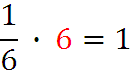 1/6 · 6 = 1